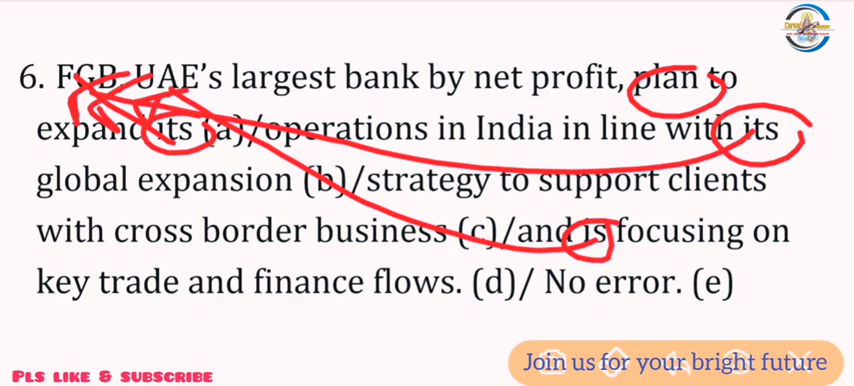 6. FGB, UAE's largest bank by net profit, plan to
expand its (a)/operations in India in line with its
global expansion (b)/strategy to support clients
with cross border business (c)/and is focusing on
key trade and finance flows. (d)/ No error. (e)
Join us for your bright future
PLS LIKE & SUBSCRIBE